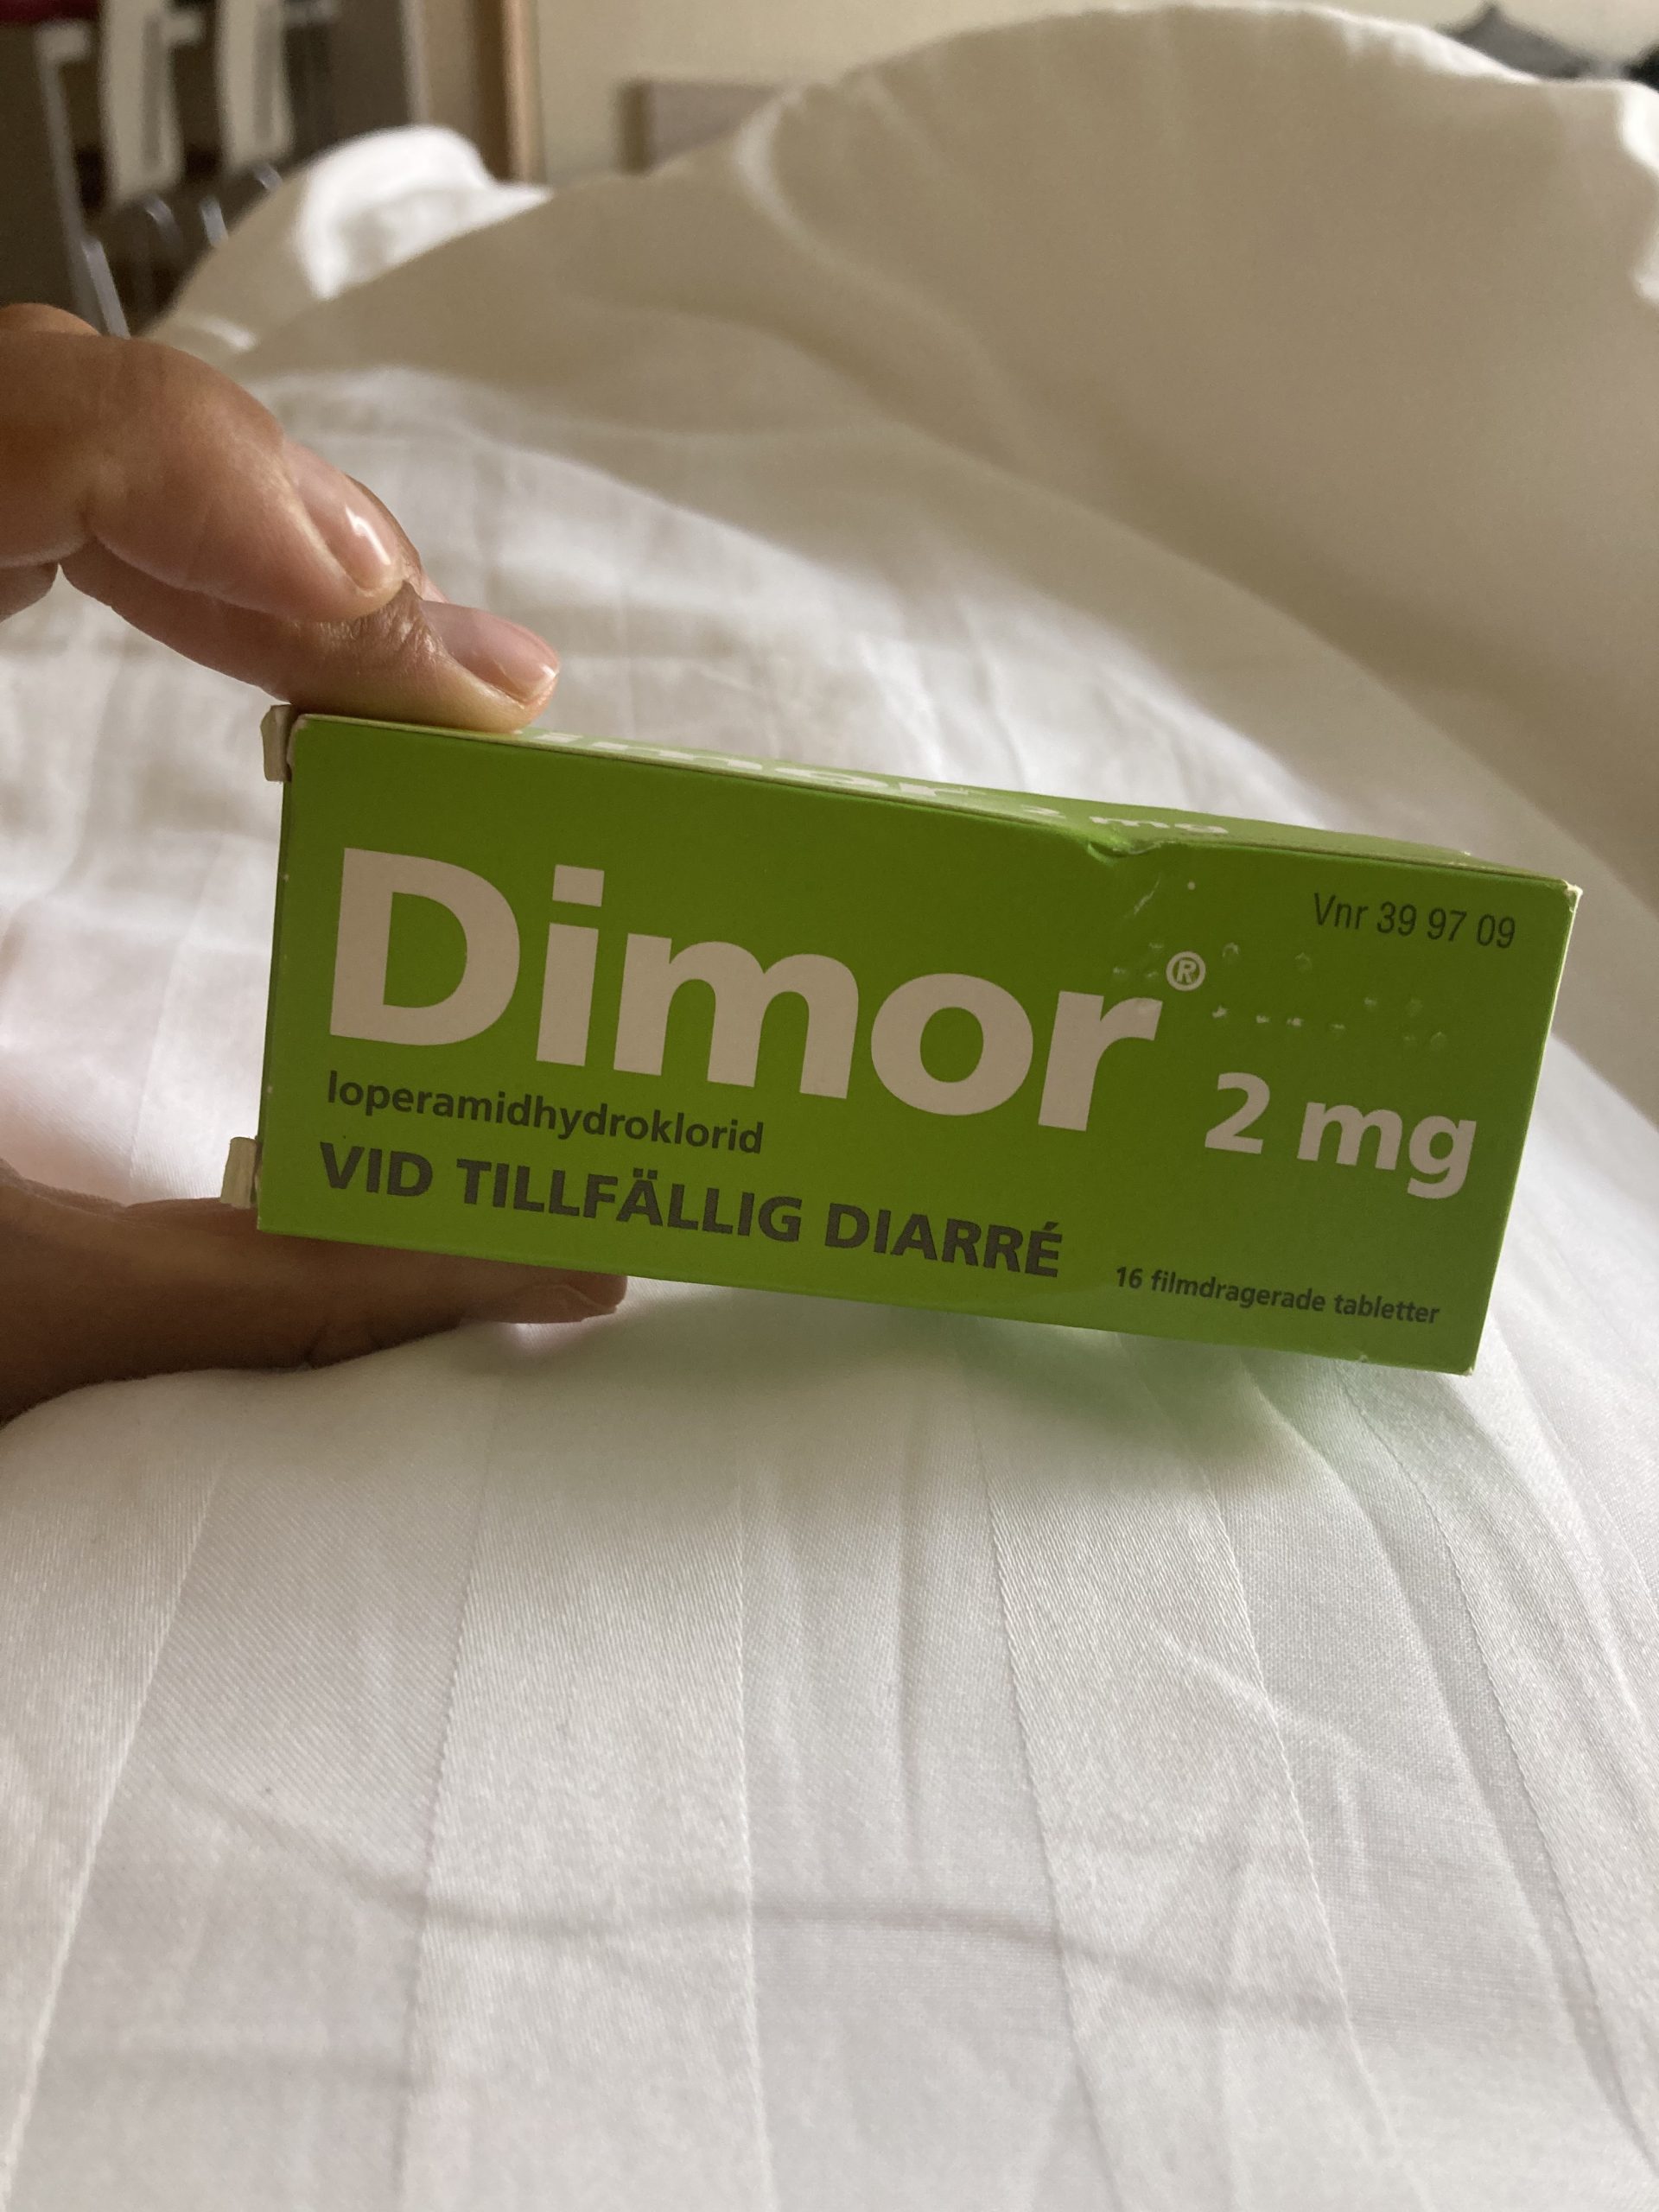 Vnr 39 97 09
Dimor® 2 mg
loperamidhydroklorid
VID TILLFÄLLIG DIARRÉ
16 filmdragerade tabletter